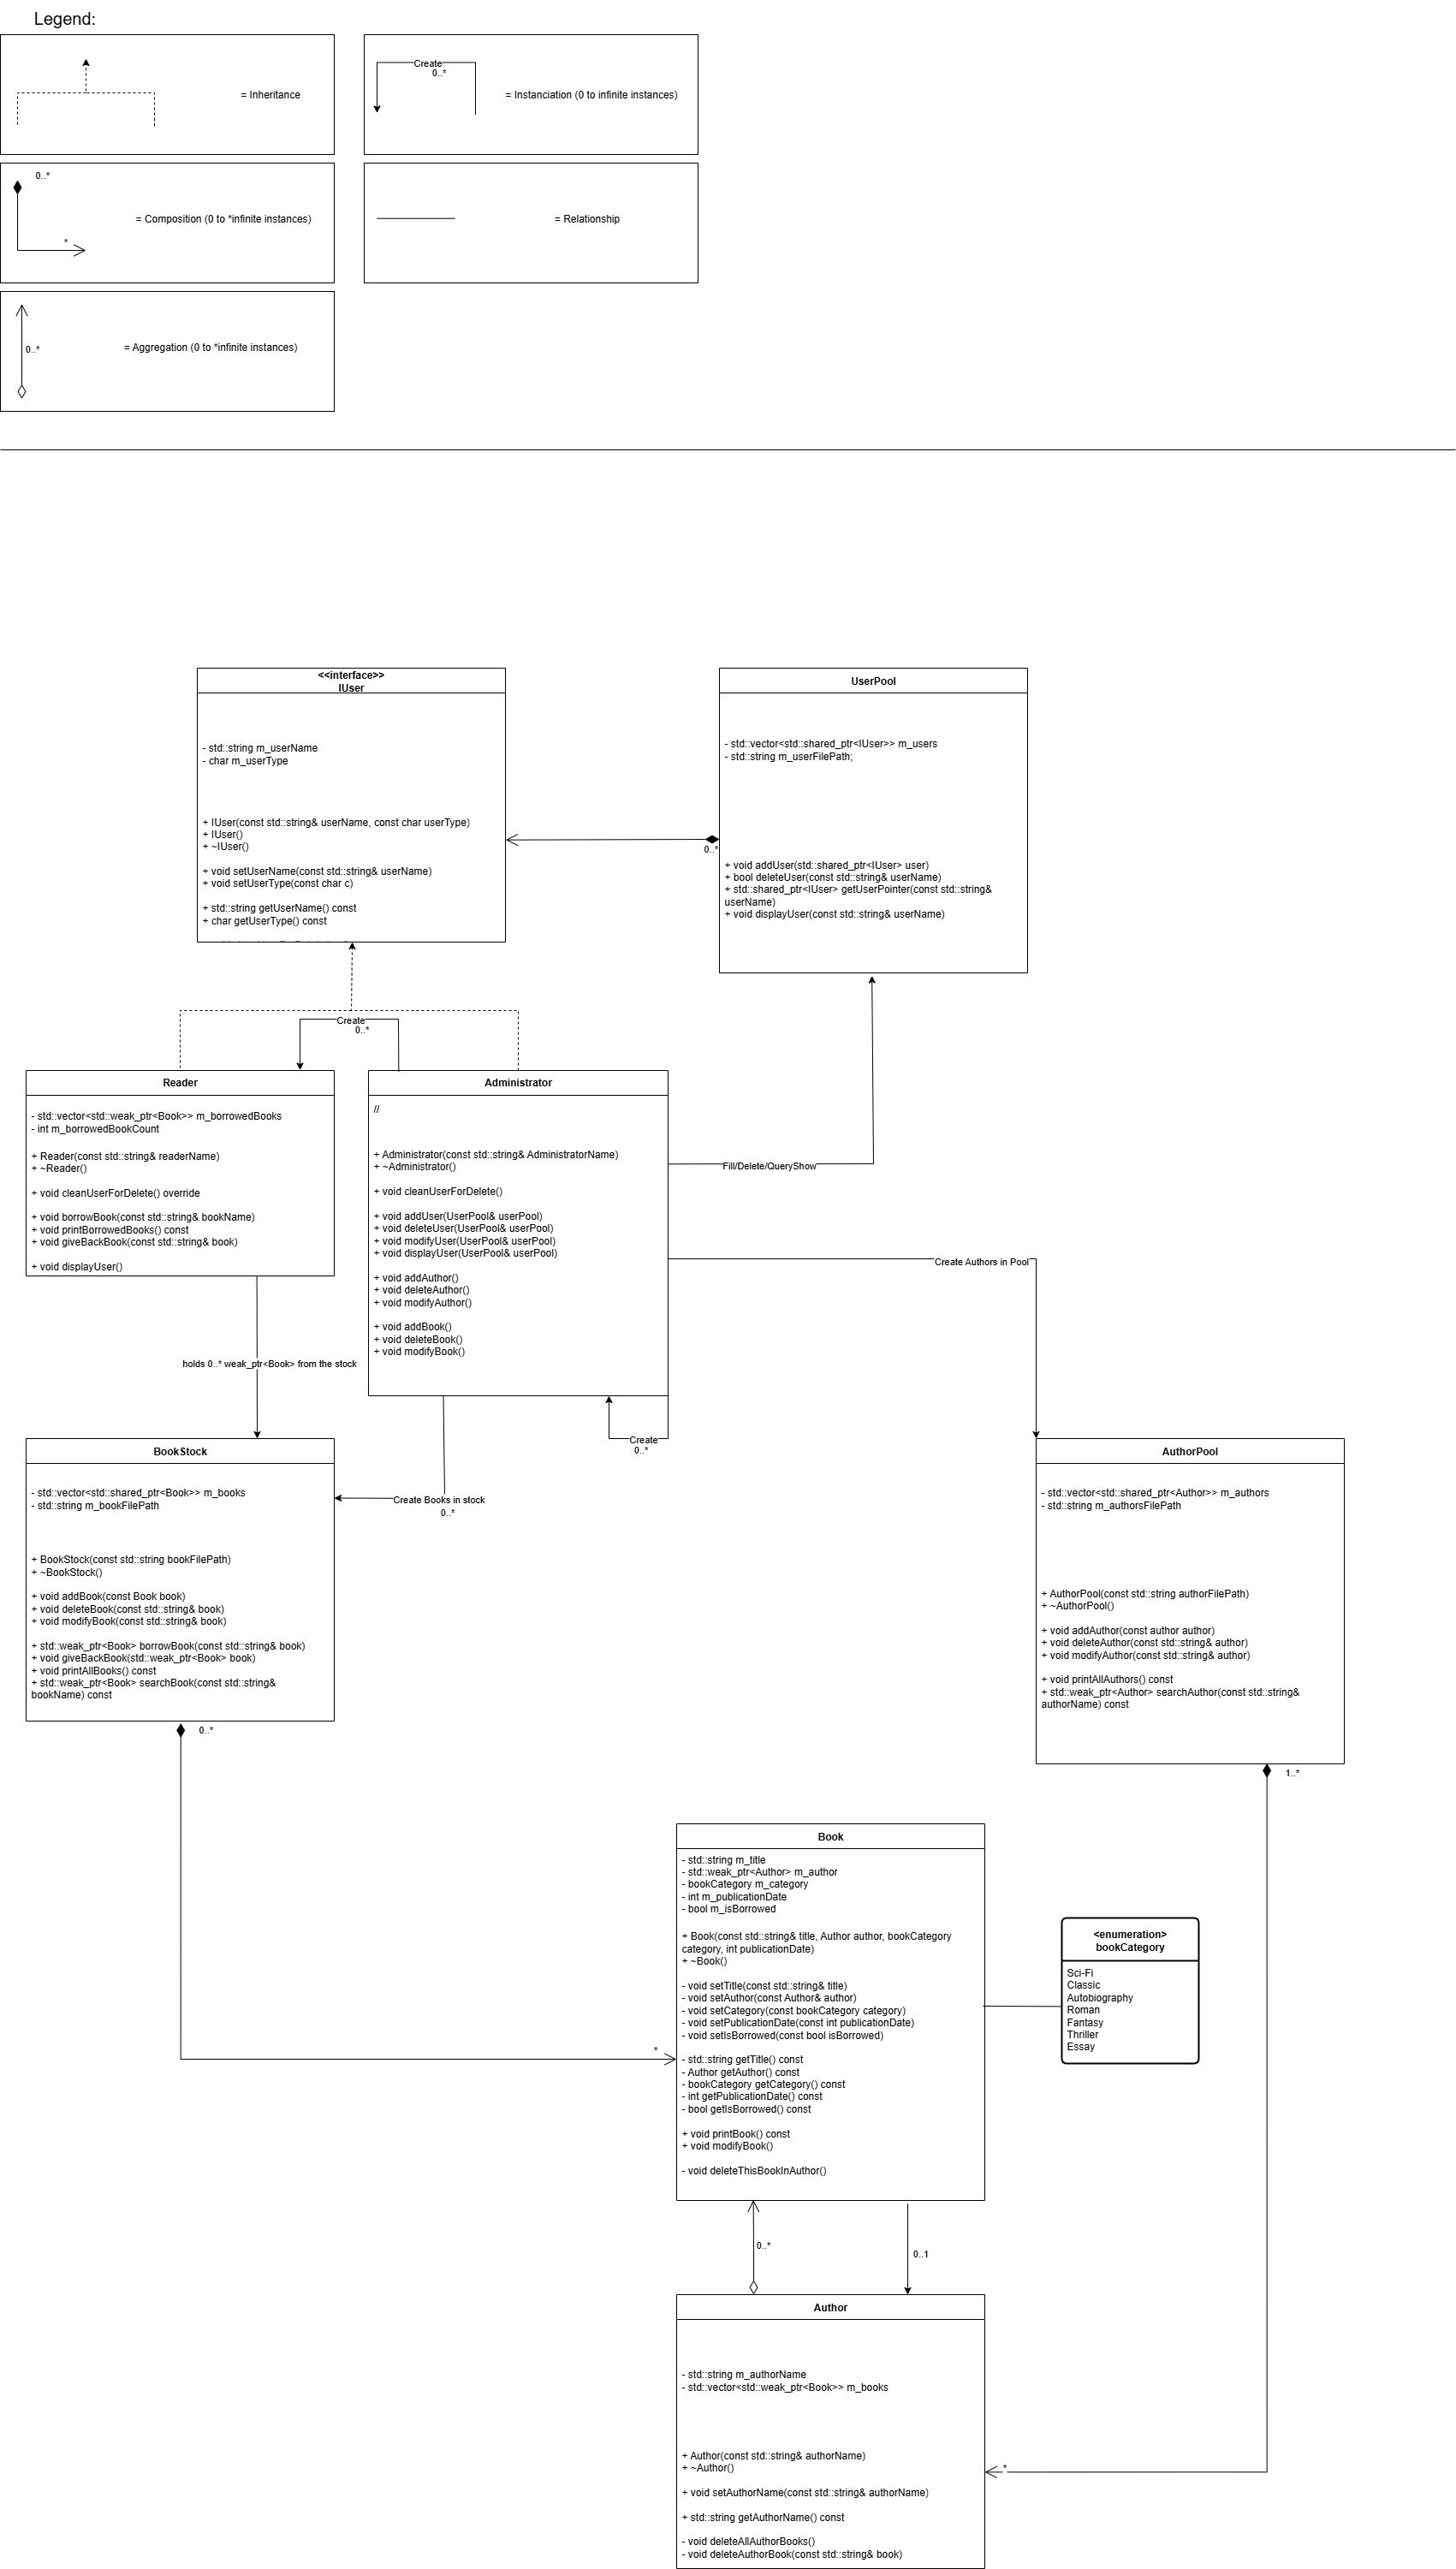 Legend:
= Inheritance
Create
0..*
= Instanciation (0 to infinite instances)
0..*
= Composition (0 to *infinite instances)
*
= Relationship
0..*
= Aggregation (0 to *infinite instances)
<<interface>>
IUser
- std::string m_userName
- char m_userType
+ IUser(const std::string& userName, const char userType)
+ IUser()
+ ~IUser()
+ void setUserName(const std::string& userName)
+ void setUserType(const char c)
+ std::string getUserName() const
+ char getUserType() const
UserPool
- std::vector<std::shared_ptr<IUser>> m_users
- std::string m_userFilePath;
+ void addUser(std::shared_ptr<IUser> user)
+ bool deleteUser(const std::string& userName)
+ std::shared_ptr<IUser> getUserPointer(const std::string&
userName)
+ void displayUser(const std::string& userName)
0..*
Create
0..*
Reader
- std::vector<std::weak_ptr<Book>> m_borrowedBooks
- int m_borrowedBookCount
+ Reader(const std::string& readerName)
+ ~Reader()
+ void cleanUserForDelete() override
+ void borrowBook(const std::string& bookName)
+ void printBorrowedBooks() const
+ void giveBackBook(const std::string& book)
+ void displayUser()
Administrator
//
+ Administrator(const std::string& AdministratorName)
+ ~Administrator()
+ void cleanUserForDelete()
+ void addUser(UserPool& userPool)
+ void deleteUser(UserPool& userPool)
+ void modifyUser(UserPool& userPool)
+ void displayUser(UserPool& userPool)
+ void addAuthor()
+ void deleteAuthor()
+ void modifyAuthor()
+ void addBook()
+ void deleteBook()
+ void modifyBook()
Fill/Delete/QueryShow
Create Authors in Pool
holds 0..* weak_ptr<Book> from the stock
Create
0..*
Create Books in stock
0..*
BookStock
- std::vector<std::shared_ptr<Book>> m_books
- std::string m_bookFilePath
+ BookStock(const std::string bookFilePath)
+ ~BookStock()
+ void addBook(const Book book)
+ void deleteBook(const std::string& book)
+ void modifyBook(const std::string& book)
+ std::weak_ptr<Book> borrowBook(const std::string& book)
+ void giveBackBook(std::weak_ptr<Book> book)
+ void printAllBooks() const
+ std::weak_ptr<Book> searchBook(const std::string&
bookName) const
0..*
AuthorPool
- std::vector<std::shared_ptr<Author>> m_authors
- std::string m_authorsFilePath
+ AuthorPool(const std::string authorFilePath)
+ ~AuthorPool()
+ void addAuthor(const author author)
+ void deleteAuthor(const std::string& author)
+ void modifyAuthor(const std::string& author)
+ void printAllAuthors() const
+ std::weak_ptr<Author> searchAuthor(const std::string&
authorName) const
1..*
Book
- std::string m_title
- std::weak_ptr<Author> m_author
- bookCategory m_category
- int m_publicationDate
- bool m_isBorrowed
+ Book(const std::string& title, Author author, bookCategory
category, int publicationDate)
+ ~Book()
- void setTitle(const std::string& title)
- void setAuthor(const Author& author)
- void setCategory(const bookCategory category)
- void setPublicationDate(const int publicationDate)
- void setIsBorrowed(const bool isBorrowed)
- std::string getTitle() const
- Author getAuthor() const
- bookCategory getCategory() const
- int getPublicationDate() const
- bool getIsBorrowed() const
+ void printBook() const
+ void modifyBook()
- void deleteThisBookInAuthor()
*
<enumeration>
bookCategory
Sci-Fi
Classic
Autobiography
Roman
Fantasy
Thriller
Essay
0..*
0..1
Author
- std::string m_authorName
- std::vector<std::weak_ptr<Book>> m_books
+ Author(const std::string& authorName)
+ ~Author()
+ void setAuthorName(const std::string& authorName)
+ std::string getAuthorName() const
- void deleteAllAuthorBooks()
- void deleteAuthorBook(const std::string& book)
*